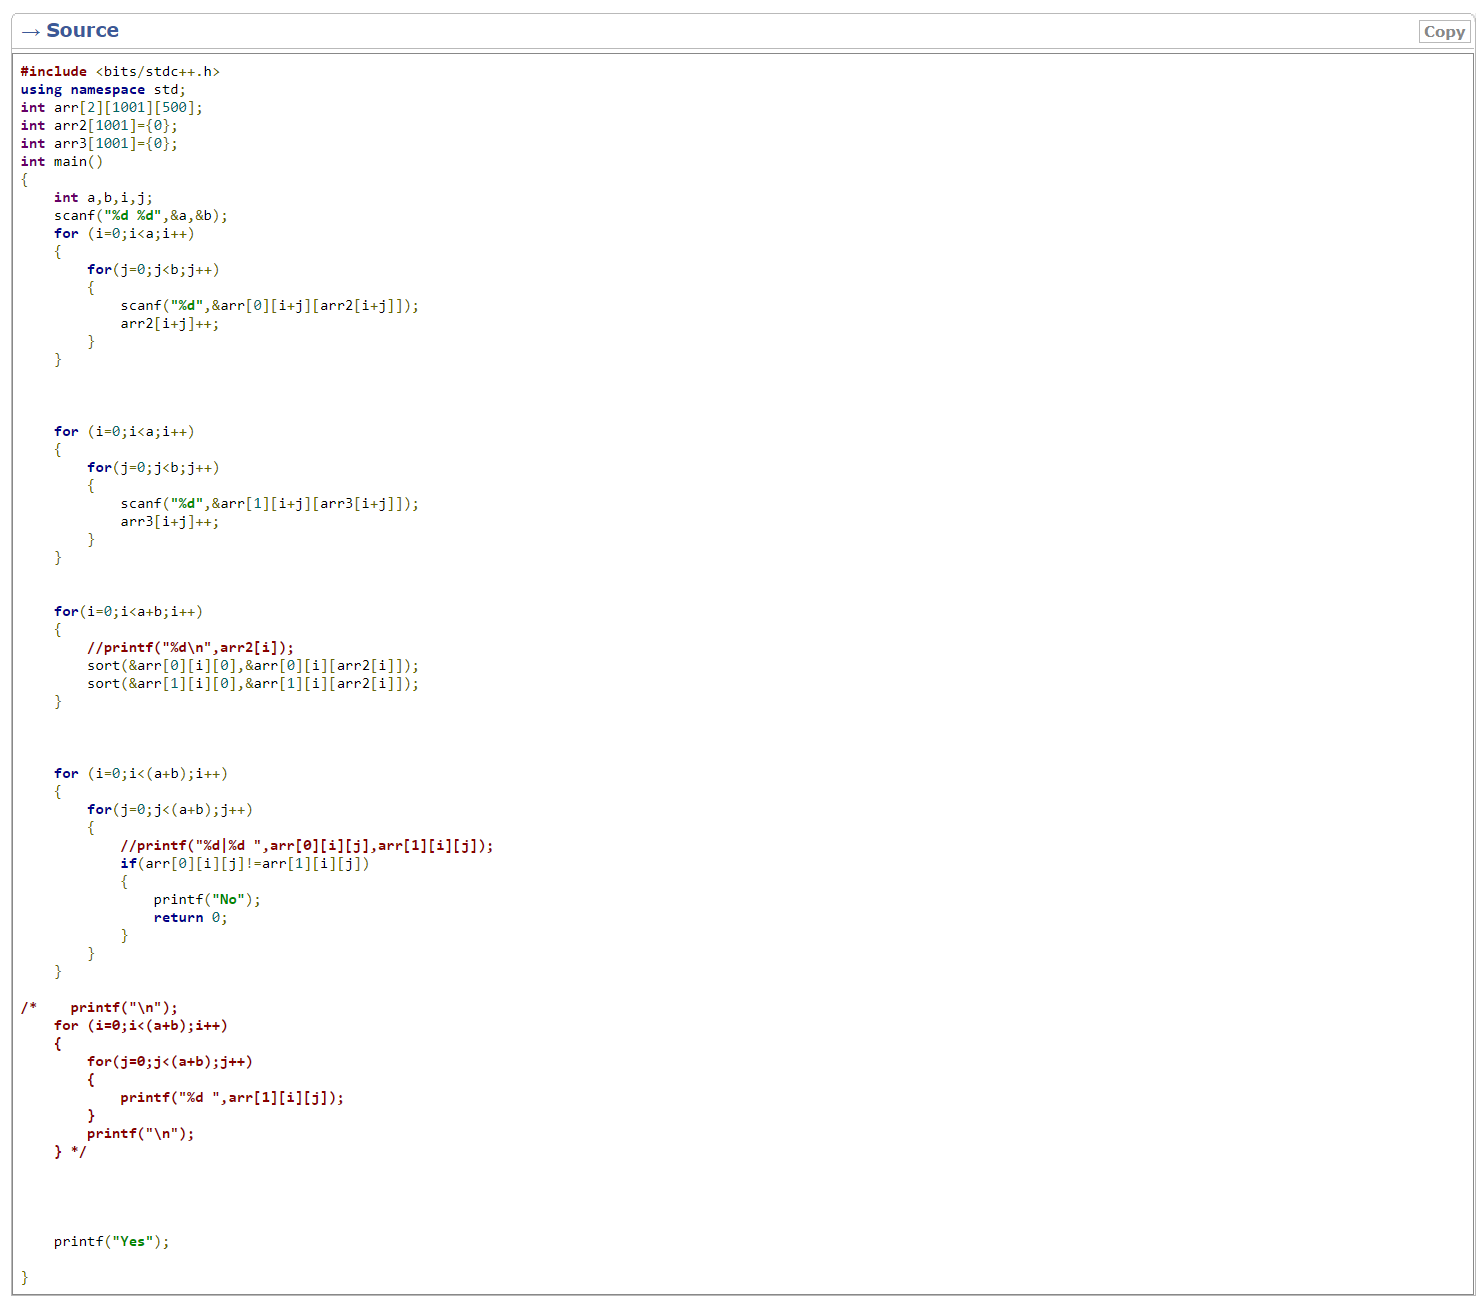 → Source
Copy
#include <bits/stdc++.h>
using namespace std;
int arr[2][1001][500];
int arr2[1001]={0};
int arr3[1001]={0};
int main()
{
    int a,b,i,j;
    scanf("%d %d",&a,&b);
    for (i=0;i<a;i++)
    {
        for(j=0;j<b;j++)
        {
            scanf("%d",&arr[0][i+j][arr2[i+j]]);
            arr2[i+j]++;
        }
    }
    for (i=0;i<a;i++)
    {
        for(j=0;j<b;j++)
        {
            scanf("%d",&arr[1][i+j][arr3[i+j]]);
            arr3[i+j]++;
        }
    }
    for(i=0;i<a+b;i++)
    {
        //printf("%d\n",arr2[i]);
        sort(&arr[0][i][0],&arr[0][i][arr2[i]]);
        sort(&arr[1][i][0],&arr[1][i][arr2[i]]);
    }
    for (i=0;i<(a+b);i++)
    {
        for(j=0;j<(a+b);j++)
        {
            //printf("%d|%d ",arr[0][i][j],arr[1][i][j]);
            if(arr[0][i][j]!=arr[1][i][j])
            {
                printf("No");
                return 0;
            }
        }
    }
/*    printf("\n");
    for (i=0;i<(a+b);i++)
    {
        for(j=0;j<(a+b);j++)
        {
            printf("%d ",arr[1][i][j]);
        }
        printf("\n");
    } */
    printf("Yes");
}